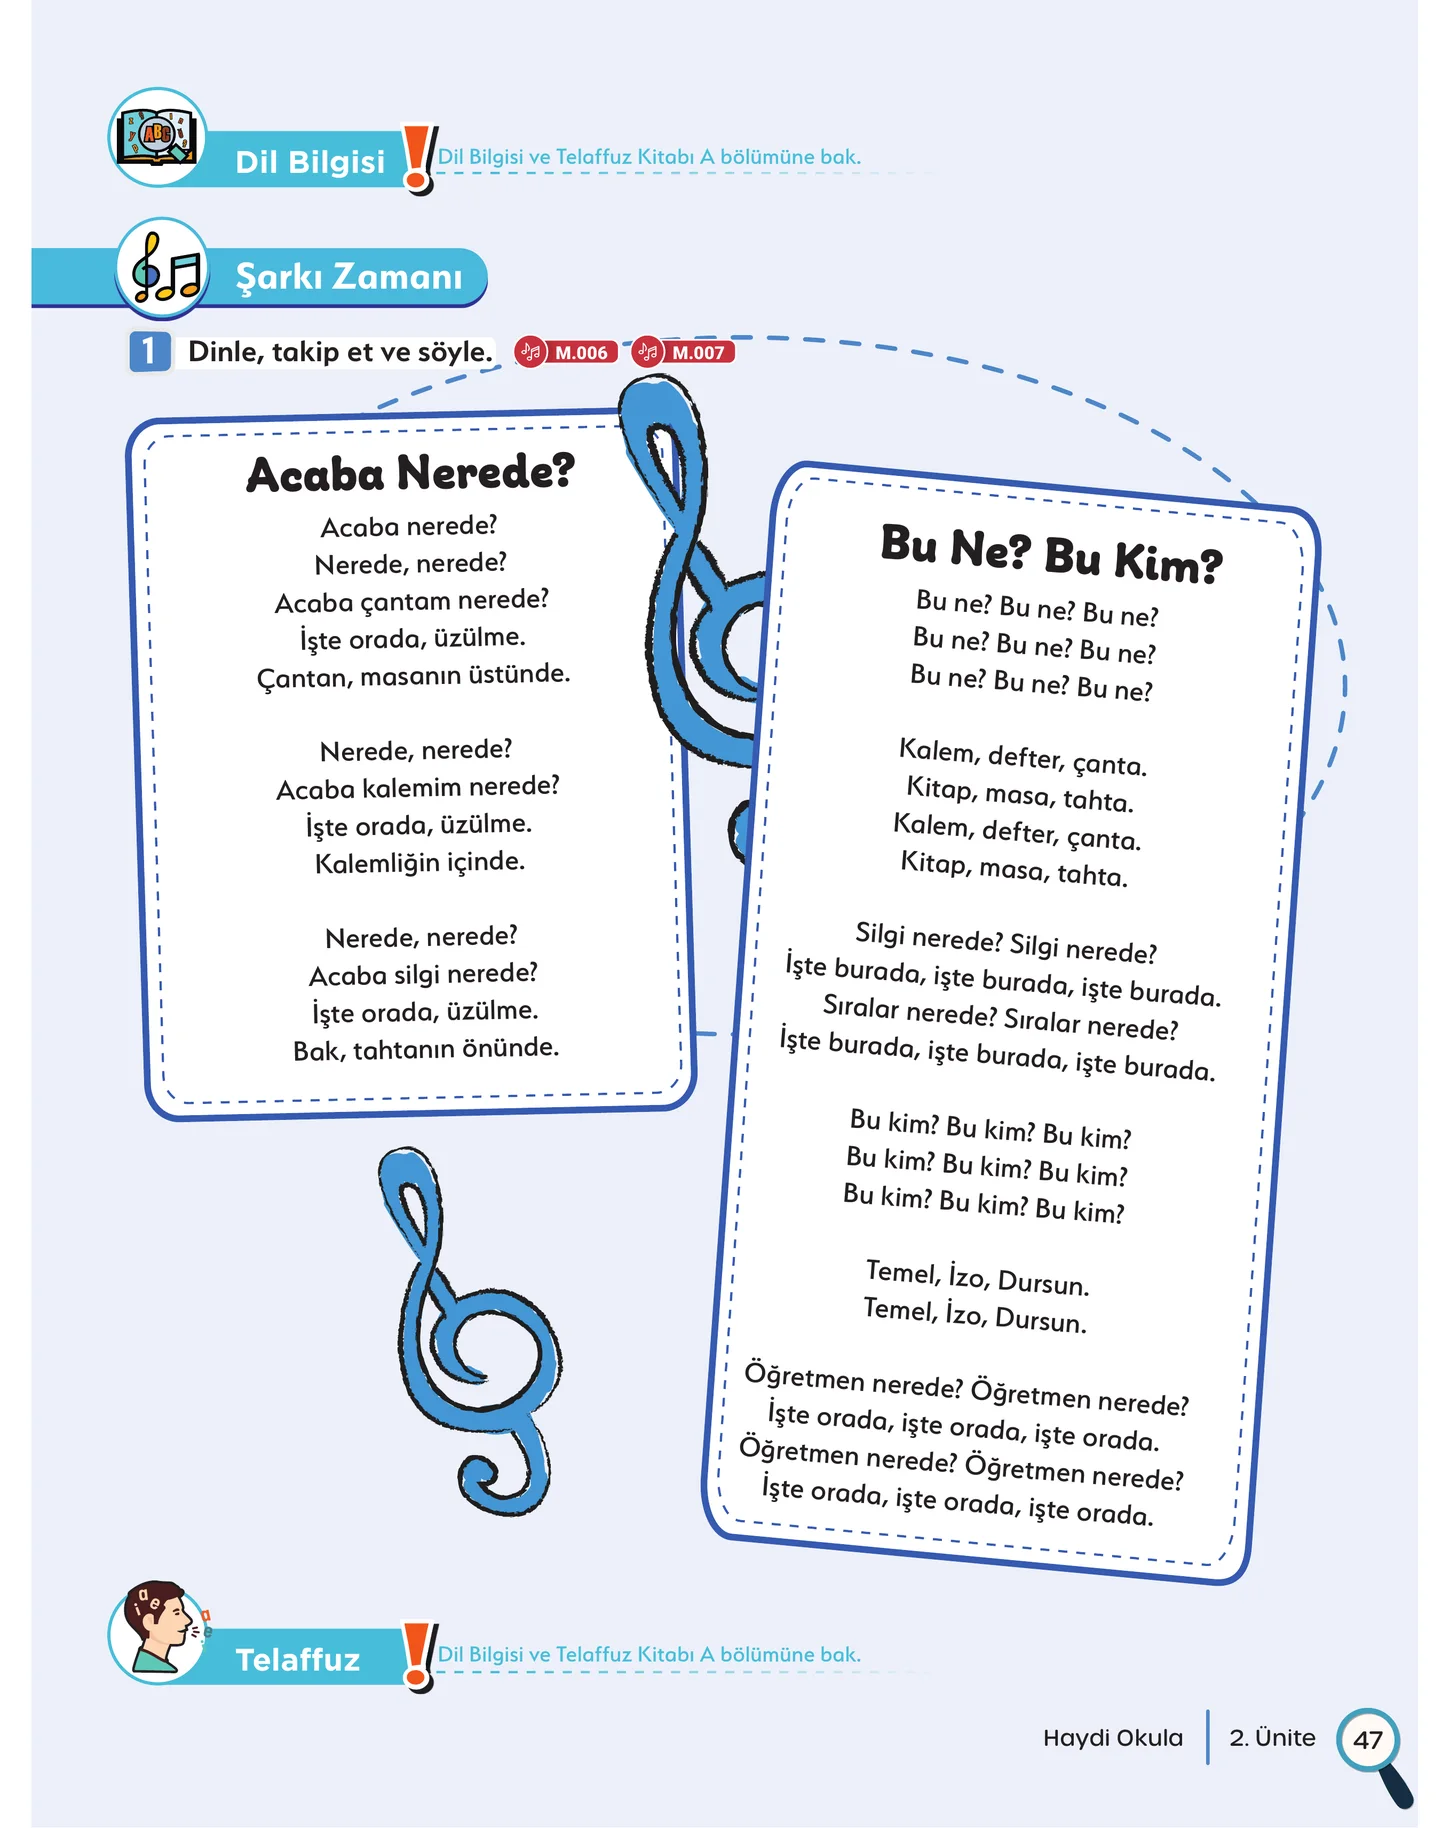 Dil Bilgisi
Dil Bilgisi ve Telaffuz Kitabı A bölümüne bak.
Şarkı Zamanı
1 Dinle, takip et ve söyle. M.006 M.007
Acaba Nerede?
Acaba nerede?
Nerede, nerede?
Acaba çantam nerede?
İşte orada, üzülme.
Çantan, masanın üstünde.
Nerede, nerede?
Acaba kalemim nerede?
İşte orada, üzülme.
Kalemliğin içinde.
Nerede, nerede?
Acaba silgi nerede?
İşte orada, üzülme.
Bak, tahtanın önünde.
Bu Ne? Bu Kim?
Bu ne? Bu ne? Bu ne?
Bu ne? Bu ne? Bu ne?
Bu ne? Bu ne? Bu ne?
Kalem, defter, çanta.
Kitap, masa, tahta.
Kalem, defter, çanta.
Kitap, masa, tahta.
Silgi nerede? Silgi nerede?
İşte burada, işte burada, işte burada.
Sıralar nerede? Sıralar nerede?
İşte burada, işte burada, işte burada.
Bu kim? Bu kim? Bu kim?
Bu kim? Bu kim? Bu kim?
Bu kim? Bu kim? Bu kim?
Temel, İzo, Dursun.
Temel, İzo, Dursun.
Öğretmen nerede? Öğretmen nerede?
İşte orada, işte orada, işte orada.
Öğretmen nerede? Öğretmen nerede?
İşte orada, işte orada, işte orada.
Telaffuz
Dil Bilgisi ve Telaffuz Kitabı A bölümüne bak.
Haydi Okula 2. Ünite 47